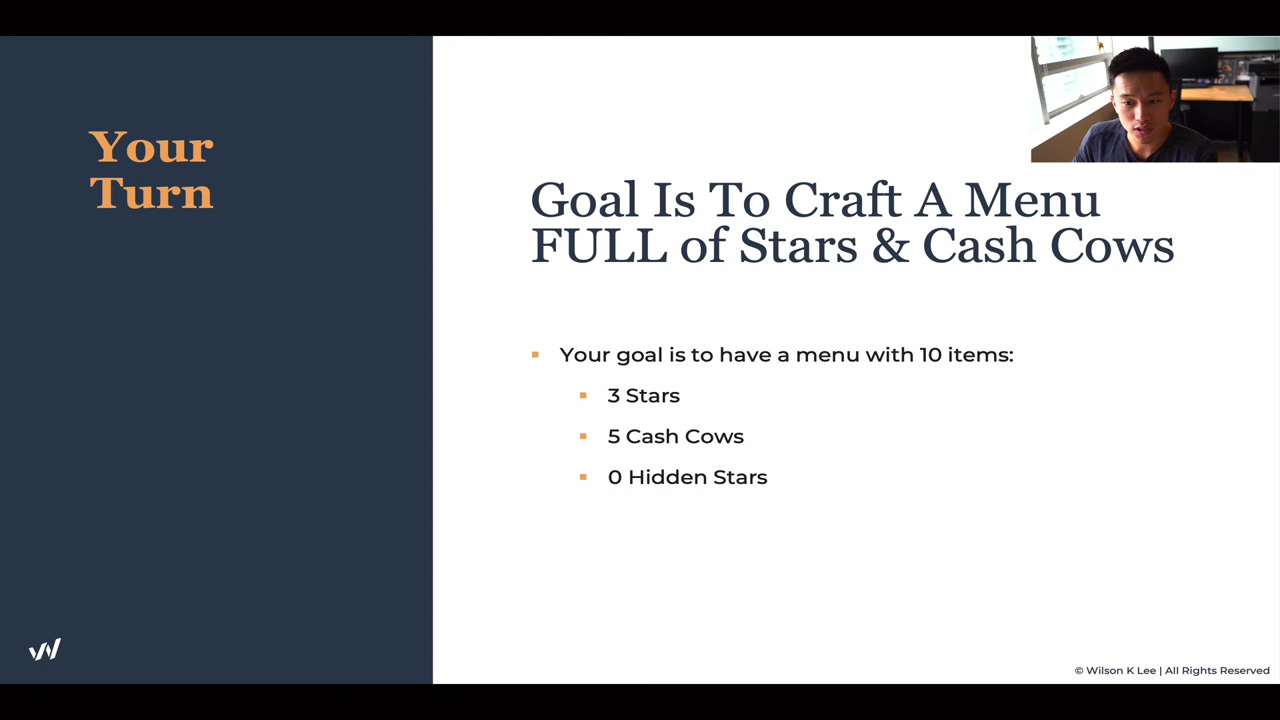 Your
Turn
Goal Is To Craft A Menu
FULL of Stars & Cash Cows
Your goal is to have a menu with 10 items:
3 Stars
5 Cash Cows
0 Hidden Stars
© Wilson K Lee | All Rights Reserved